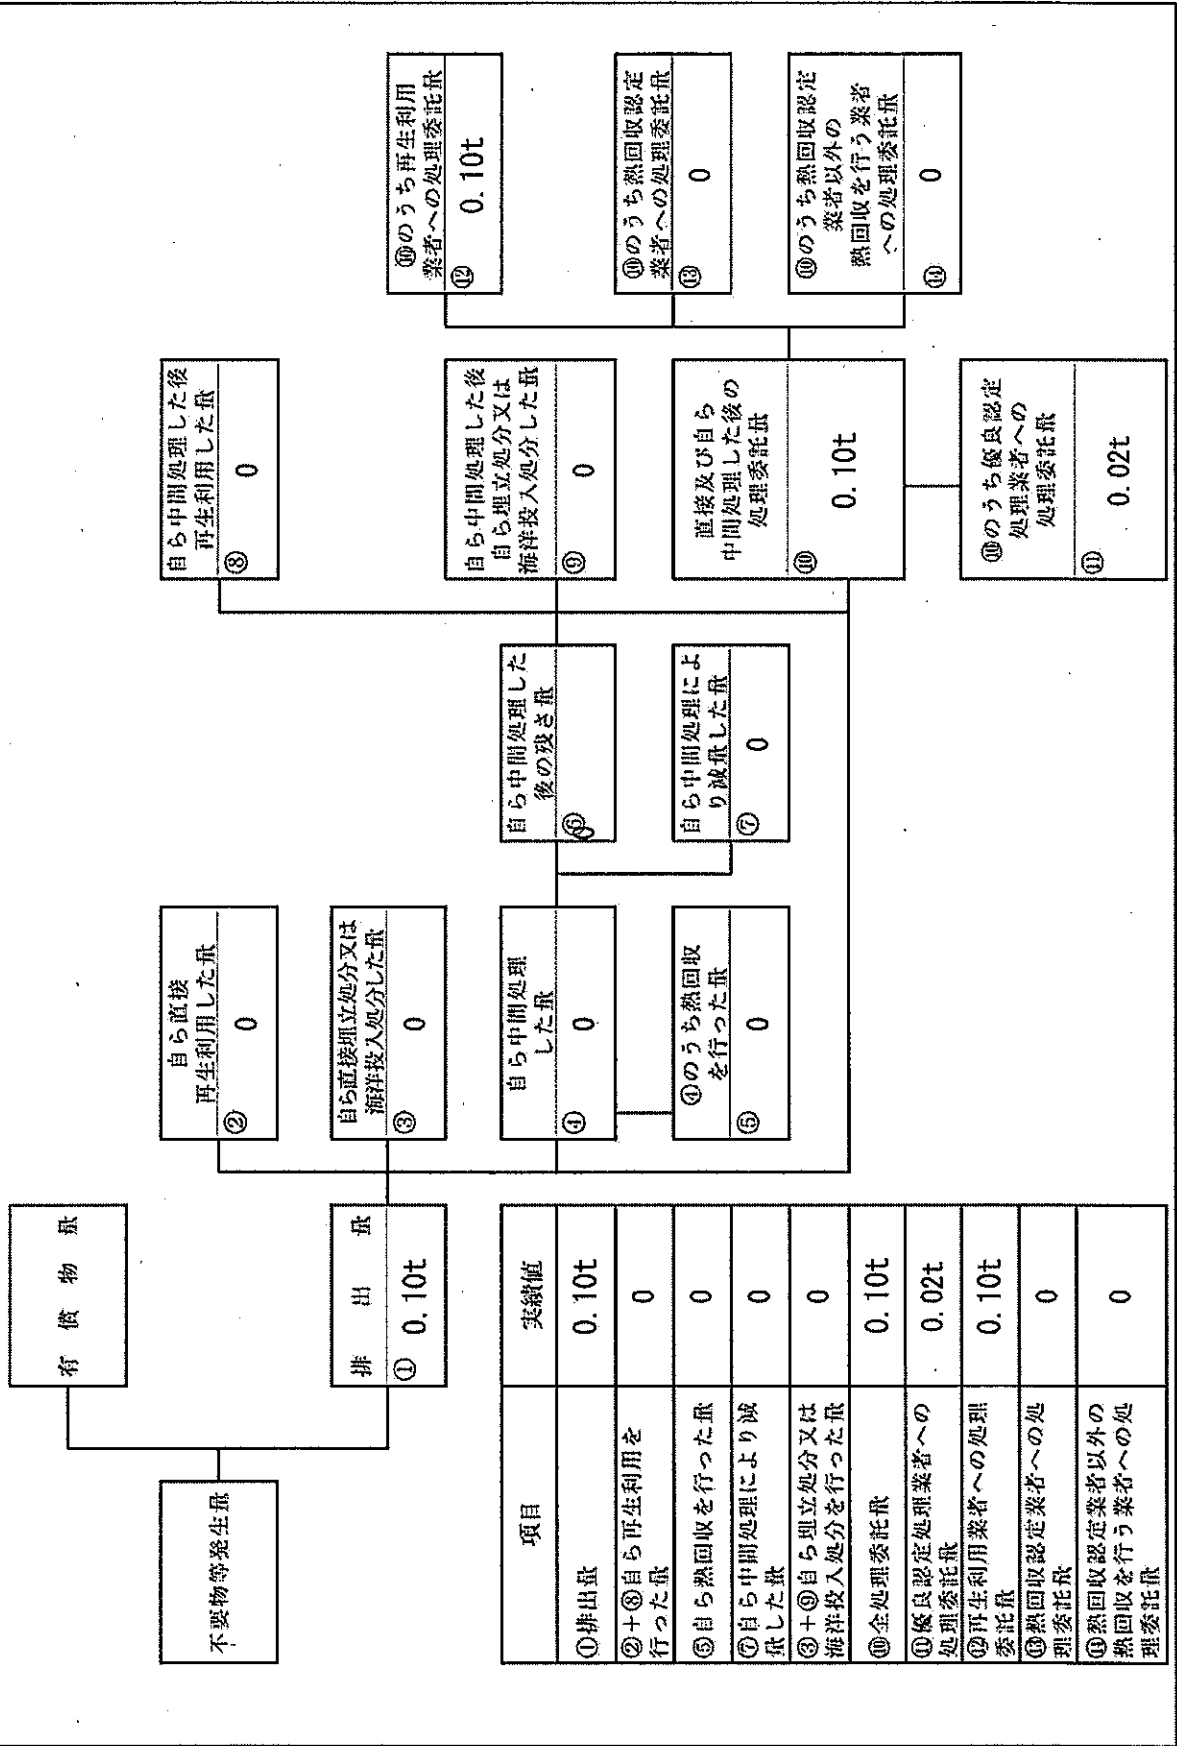 有償物量
不要物等発生量
排出量
① 0.10t
自ら直接
再生利用した量
② 0
自ら直接埋立処分又は
海洋投入処分した量
③ 0
自ら中間処理
した量
④ 0
④のうち熱回収
を行った量
⑤ 0
自ら中間処理した
後の残さ量
⑥ 0
自ら中間処理によ
り減量した量
⑦ 0
自ら中間処理した後
再生利用した量
⑧ 0
自ら中間処理した後
自ら埋立処分又は
海洋投入処分した量
⑨ 0
直接及び自ら
中間処理した後の
処理委託量
⑩ 0.10t
⑩のうち優良認定
処理業者への
処理委託量
⑪ 0.02t
⑩のうち再生利用
業者への処理委託量
⑫ 0.10t
⑩のうち熱回収認定
業者への処理委託量
⑬ 0
⑩のうち熱回収認定
業者以外の
熱回収を行う業者
への処理委託量
⑭ 0
項目 実績値
①排出量 0.10t
②+⑧自ら再生利用を
行った量 0
⑤自ら熱回収を行った量 0
⑦自ら中間処理により減
量した量 0
③+⑨自ら埋立処分又は
海洋投入処分を行った量 0
⑩全処理委託量 0.10t
⑪優良認定処理業者への
処理委託量 0.02t
⑫再生利用業者への処理
委託量 0.10t
⑬熱回収認定業者への処
理委託量 0
⑭熱回収認定業者以外の
熱回収を行う業者への処
理委託量 0